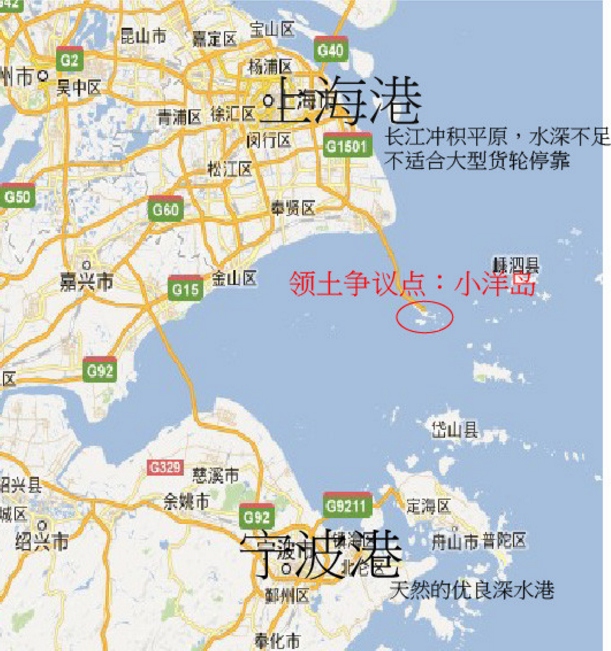 G42
昆山市
嘉定区
宝山区
G40
G2
杨浦区
州市
吴中区
上海港
青浦区
徐汇区
长江冲积平原，水深不足
闵行区
G1501
不适合大型货轮停靠
松江区
G50
G60
奉贤区
嵊泗县
嘉兴市
金山区
领土争议点：小洋岛
G15
G92
区
岱山县
G329
慈溪市
绍兴县
余姚市
G92
G9211
定海区
城区
绍兴市
宁波港
舟山市
普陀区
北仑区
鄞州区
天然的优良深水港
奉化市